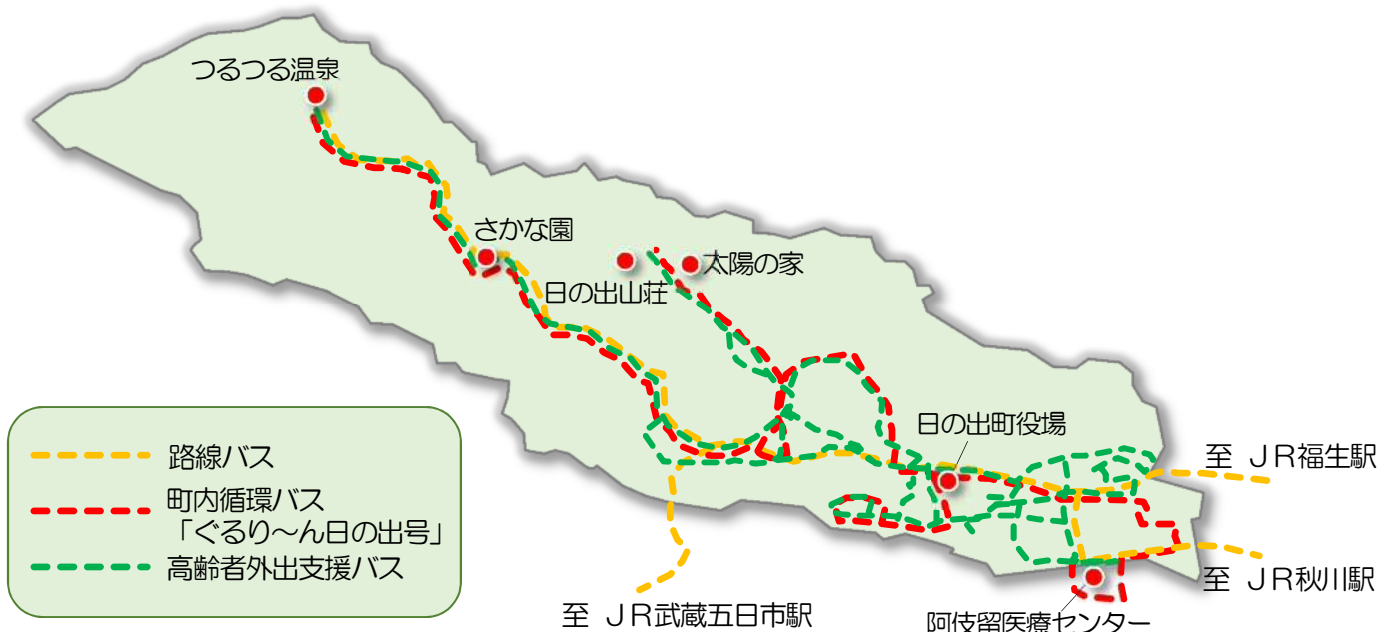 つるつる温泉
さかな園
日の出山荘
太陽の家
日の出町役場
至 JR福生駅
至 JR秋川駅
至 JR武蔵五日市駅
阿伎留医療センター
路線バス
町内循環バス
「ぐるり～ん日の出号」
高齢者外出支援バス